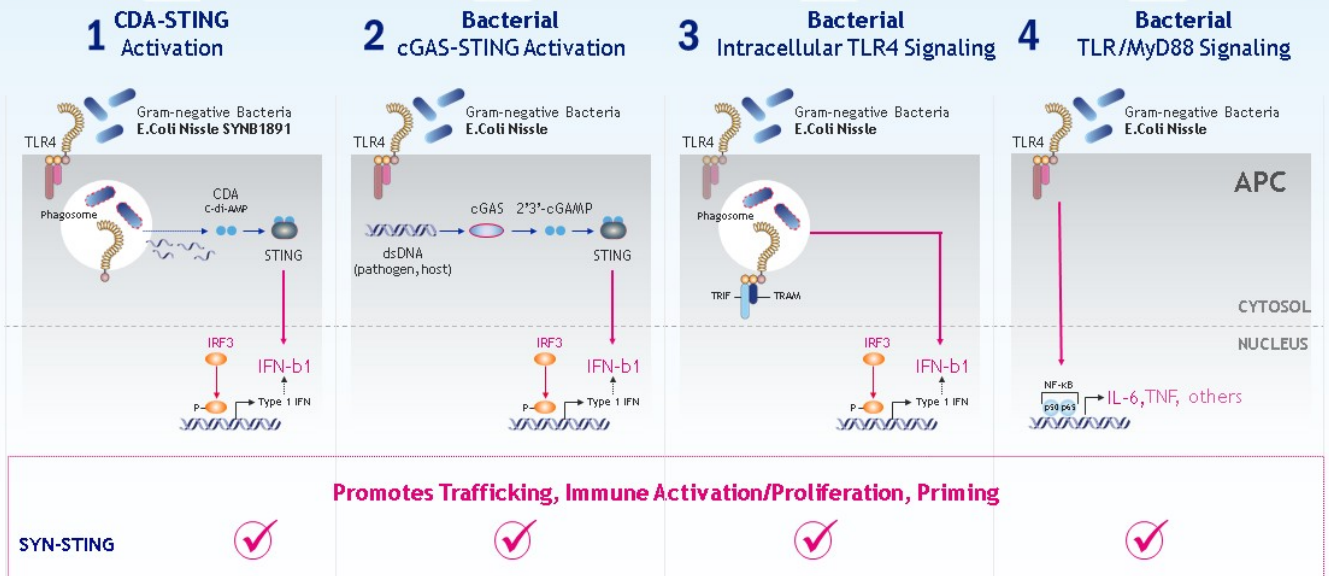 1 CDA-STING
Activation
2 Bacterial
cGAS-STING Activation
3 Bacterial
Intracellular TLR4 Signaling
4 Bacterial
TLR/MyD88 Signaling
Gram-negative Bacteria
E.Coli Nissle SYNB1891
TLR4
Phagosome
CDA
C-di-AMP
STING
IRF3
IFN-b1
P
Type 1 IFN
Gram-negative Bacteria
E.Coli Nissle
TLR4
cGAS
2'3'-cGAMP
dsDNA
(pathogen, host)
STING
IRF3
IFN-b1
P
Type 1 IFN
Gram-negative Bacteria
E.Coli Nissle
TLR4
Phagosome
TRIF
TRAM
IRF3
IFN-b1
P
Type 1 IFN
Gram-negative Bacteria
E.Coli Nissle
TLR4
APC
CYTOSOL
NUCLEUS
NF-κB
p50 p65
IL-6, TNF, others
Promotes Trafficking, Immune Activation/Proliferation, Priming
SYN-STING